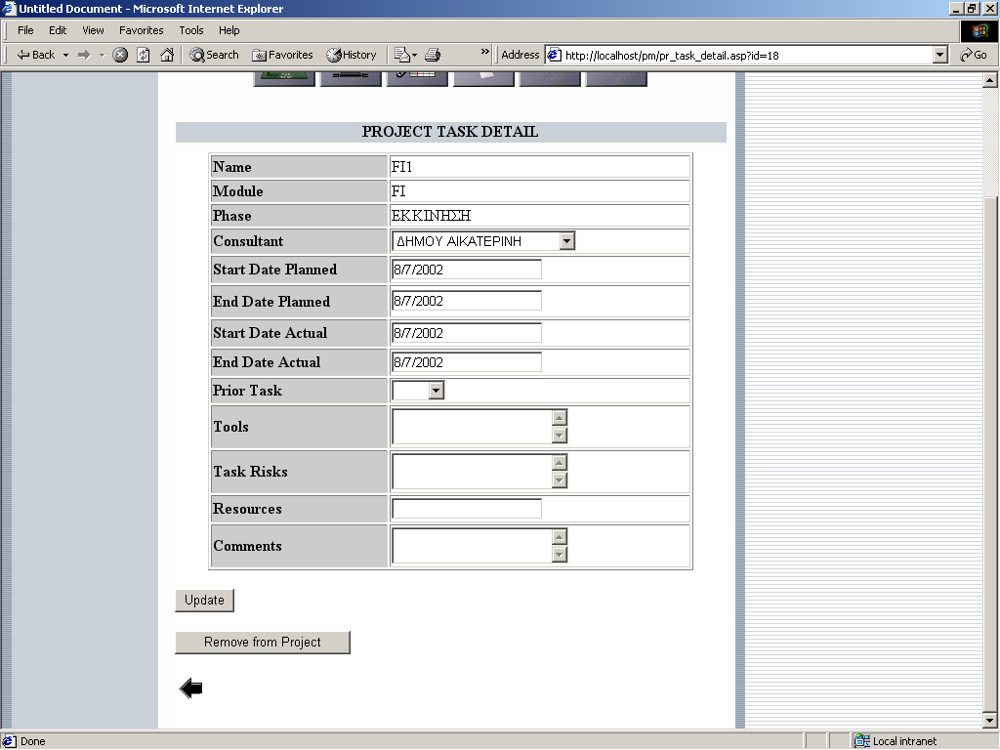 Untitled Document - Microsoft Internet Explorer
File Edit View Favorites Tools Help
Back Search Favorites History » Address http://localhost/pm/pr_task_detail.asp?id=18 Go
PROJECT TASK DETAIL
Name FI1
Module FI
Phase ΕΚΚΙΝΗΣΗ
Consultant ΔΗΜΟΥ ΑΙΚΑΤΕΡΙΝΗ
Start Date Planned 8/7/2002
End Date Planned 8/7/2002
Start Date Actual 8/7/2002
End Date Actual 8/7/2002
Prior Task
Tools
Task Risks
Resources
Comments
Update
Remove from Project
Done Local intranet